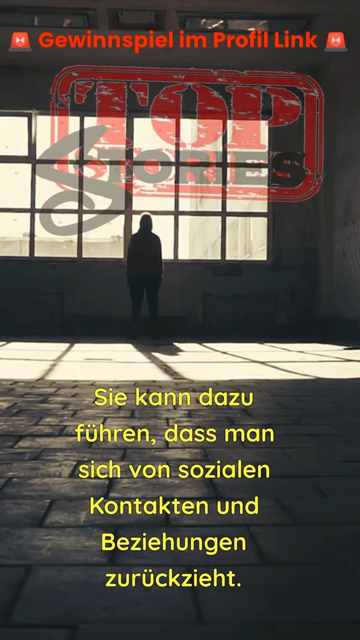 🚨 Gewinnspiel im Profil Link 🚨
TOP
STORIES
Sie kann dazu
führen, dass man
sich von sozialen
Kontakten und
Beziehungen
zurückzieht.